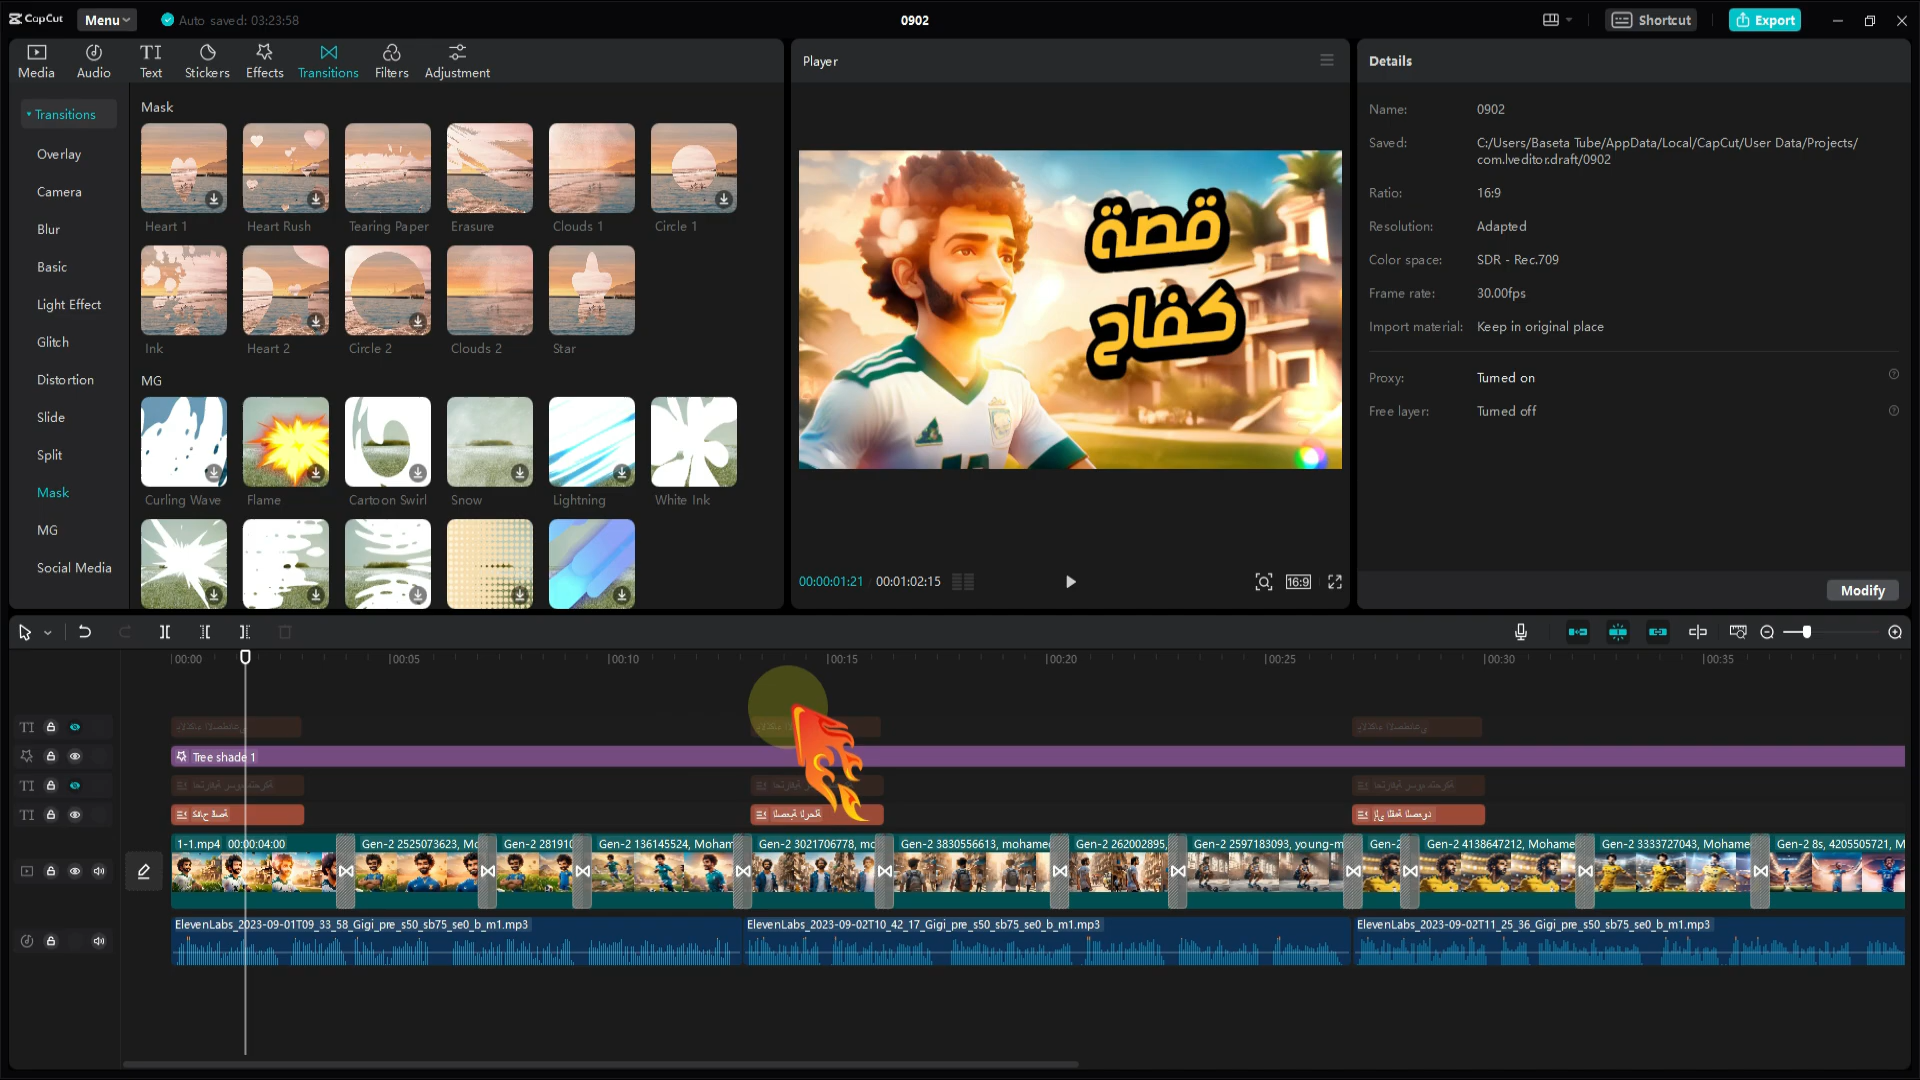 CapCut
Menu
Auto saved: 03:23:58
0902
Shortcut
Export
Media
Audio
Text
Stickers
Effects
Transitions
Filters
Adjustment
Transitions
Overlay
Camera
Blur
Basic
Light Effect
Glitch
Distortion
Slide
Split
Mask
MG
Social Media
Mask
Heart 1
Heart Rush
Tearing Paper
Erasure
Clouds 1
Circle 1
Ink
Heart 2
Circle 2
Clouds 2
Star
MG
Curling Wave
Flame
Cartoon Swirl
Snow
Lightning
White Ink
Player
قصة
كفاح
00:00:01:21
00:01:02:15
16:9
Details
Name: 0902
Saved: C:/Users/Baseta Tube/AppData/Local/CapCut/User Data/Projects/
com.lveditor.draft/0902
Ratio: 16:9
Resolution: Adapted
Color space: SDR - Rec.709
Frame rate: 30.00fps
Import material: Keep in original place
Proxy: Turned on
Free layer: Turned off
Modify
00:00
00:05
00:10
00:15
00:20
00:25
00:30
00:35
Tree shade 1
1-1.mp4 00:00:04:00
Gen-2 2525073623, Mo
Gen-2 281910
Gen-2 136145524, Moham
Gen-2 3021706778, mo
Gen-2 3830556613, mohame
Gen-2 262002895,
Gen-2 2597183093, young-m
Gen-2
Gen-2 4138647212, Mohame
Gen-2 3333727043, Mohame
Gen-2 8s, 4205505721, M
ElevenLabs_2023-09-01T09_33_58_Gigi_pre_s50_sb75_se0_b_m1.mp3
ElevenLabs_2023-09-02T10_42_17_Gigi_pre_s50_sb75_se0_b_m1.mp3
ElevenLabs_2023-09-02T11_25_36_Gigi_pre_s50_sb75_se0_b_m1.mp3